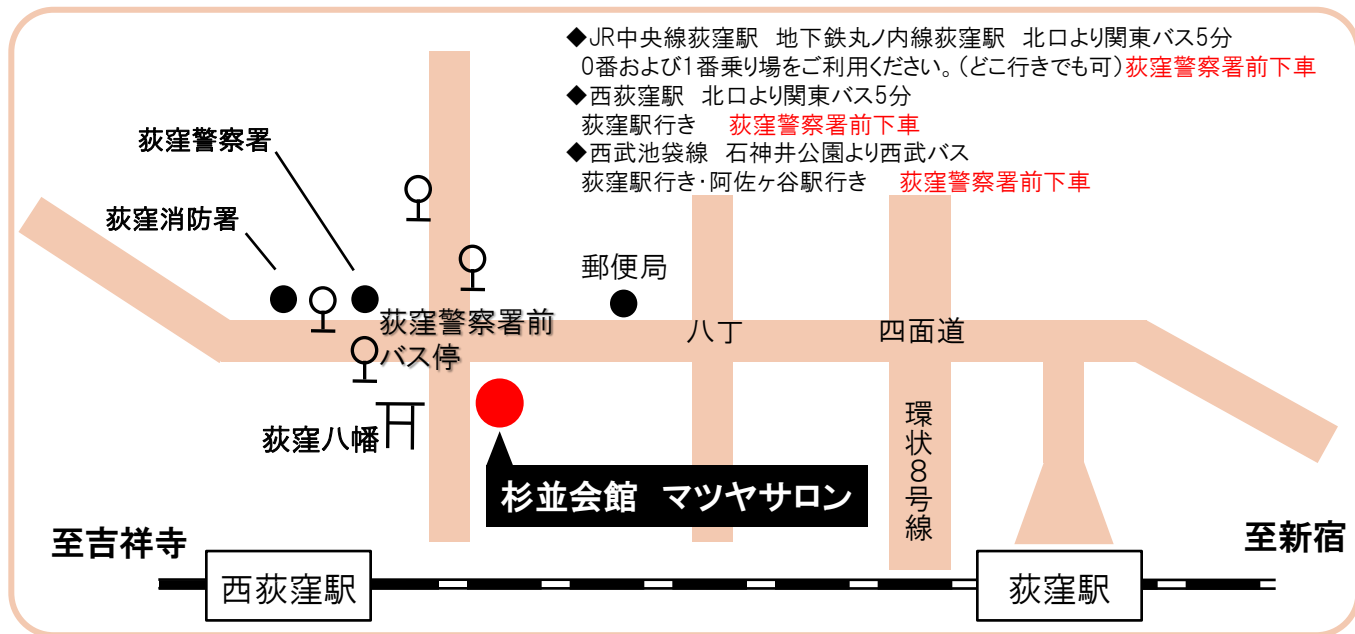 ◆JR中央線荻窪駅　地下鉄丸ノ内線荻窪駅　北口より関東バス5分
0番および1番乗り場をご利用ください。（どこ行きでも可）荻窪警察署前下車
◆西荻窪駅　北口より関東バス5分
荻窪駅行き　荻窪警察署前下車
◆西武池袋線　石神井公園より西武バス
荻窪駅行き・阿佐ヶ谷駅行き　荻窪警察署前下車
荻窪警察署
荻窪消防署
郵便局
荻窪警察署前
バス停
八丁
四面道
荻窪八幡
環状８号線
杉並会館　マツヤサロン
至吉祥寺
至新宿
西荻窪駅
荻窪駅